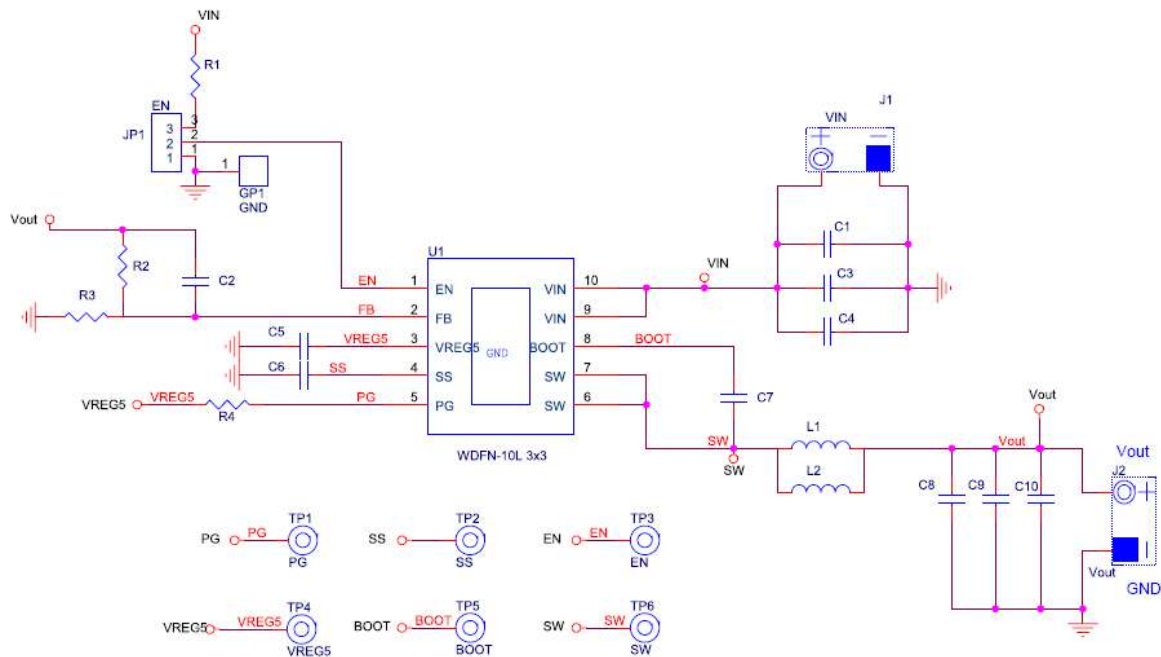 VIN
R1
EN
JP1
3
2
1
3
2
1
1
GP1
GND
J1
VIN
Vout
R2
C2
R3
C1
C3
C4
VIN
U1
EN
1
EN
FB
2
FB
C5
VREG5
3
VREG5
C6
SS
4
SS
VREG5
VREG5
R4
PG
5
PG
GND
VIN
10
VIN
9
BOOT
8
BOOT
SW
7
SW
6
WDFN-10L 3x3
C7
SW
SW
L1
L2
Vout
Vout
C8
C9
C10
Vout
J2
Vout
GND
PG
PG
TP1
PG
SS
TP2
SS
EN
EN
TP3
EN
VREG5
VREG5
TP4
VREG5
BOOT
BOOT
TP5
BOOT
SW
SW
TP6
SW